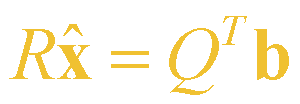 Rx̂ = Qᵀb